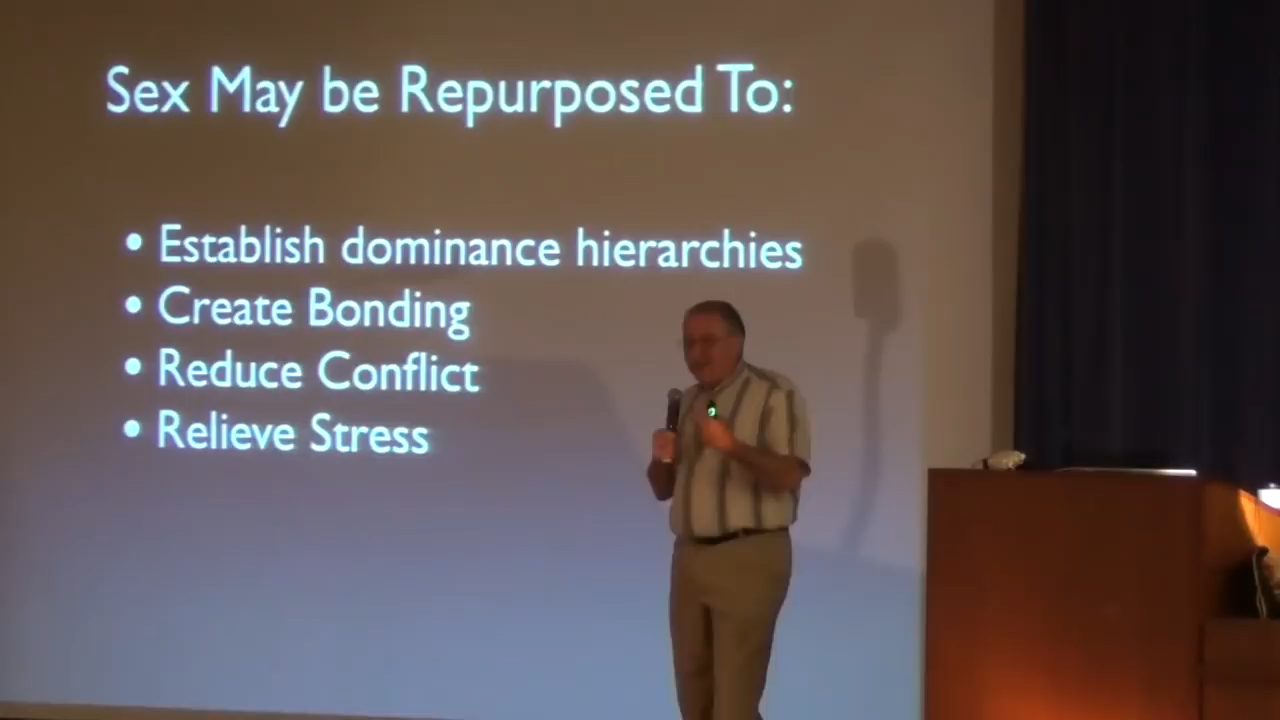 Sex May be Repurposed To:
• Establish dominance hierarchies
• Create Bonding
• Reduce Conflict
• Relieve Stress